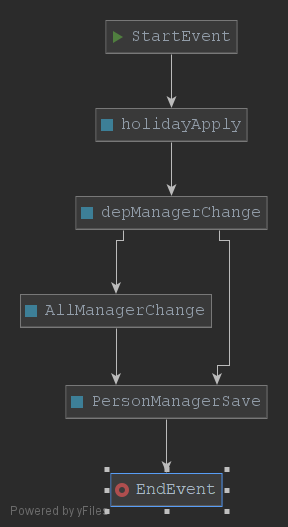 StartEvent
holidayApply
depManagerChange
AllManagerChange
PersonManagerSave
EndEvent
Powered by yFiles